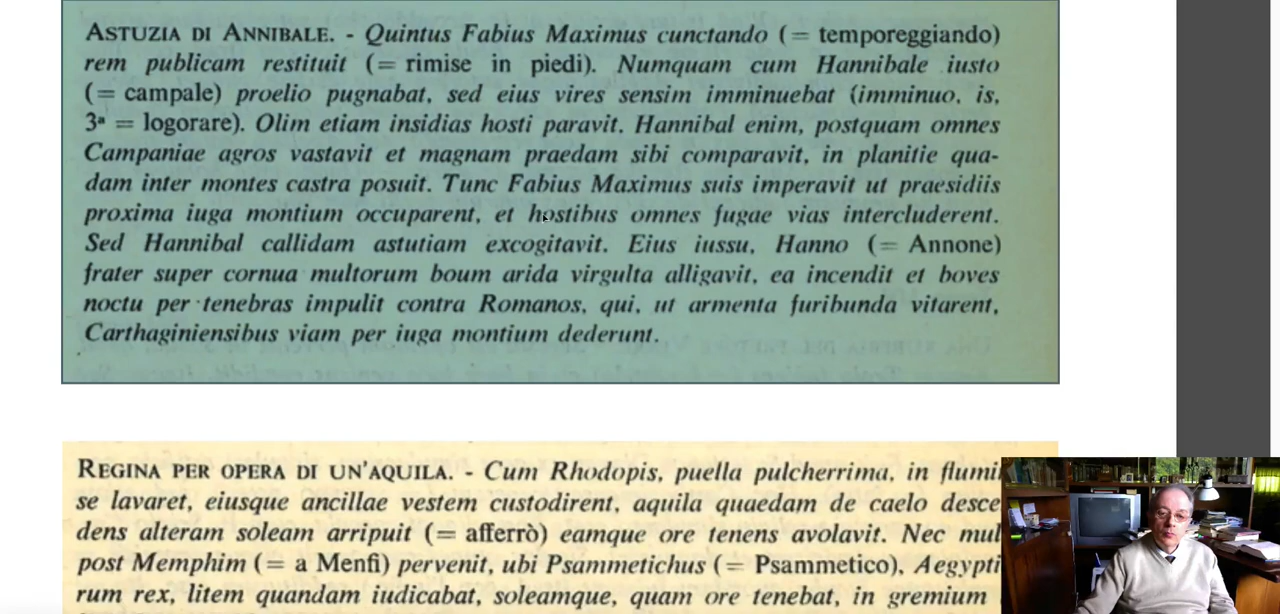 ASTUZIA DI ANNIBALE. - Quintus Fabius Maximus cunctando (= temporeggiando)
rem publicam restituit (= rimise in piedi). Numquam cum Hannibale iusto
(= campale) proelio pugnabat, sed eius vires sensim imminuebat (imminuo, is,
3ª = logorare). Olim etiam insidias hosti paravit. Hannibal enim, postquam omnes
Campaniae agros vastavit et magnam praedam sibi comparavit, in planitie qua-
dam inter montes castra posuit. Tunc Fabius Maximus suis imperavit ut praesidiis
proxima iuga montium occuparent, et hostibus omnes fugae vias intercluderent.
Sed Hannibal callidam astutiam excogitavit. Eius iussu, Hanno (= Annone)
frater super cornua multorum boum arida virgulta alligavit, ea incendit et boves
noctu per tenebras impulit contra Romanos, qui, ut armenta furibunda vitarent,
Carthaginiensibus viam per iuga montium dederunt.
REGINA PER OPERA DI UN'AQUILA. - Cum Rhodopis, puella pulcherrima, in flumi
se lavaret, eiusque ancillae vestem custodirent, aquila quaedam de caelo desce
dens alteram soleam arripuit (= afferrò) eamque ore tenens avolavit. Nec mul
post Memphim (= a Menfi) pervenit, ubi Psammetichus (= Psammetico), Aegypti
rum rex, litem quandam iudicabat, soleamque, quam ore tenebat, in gremium